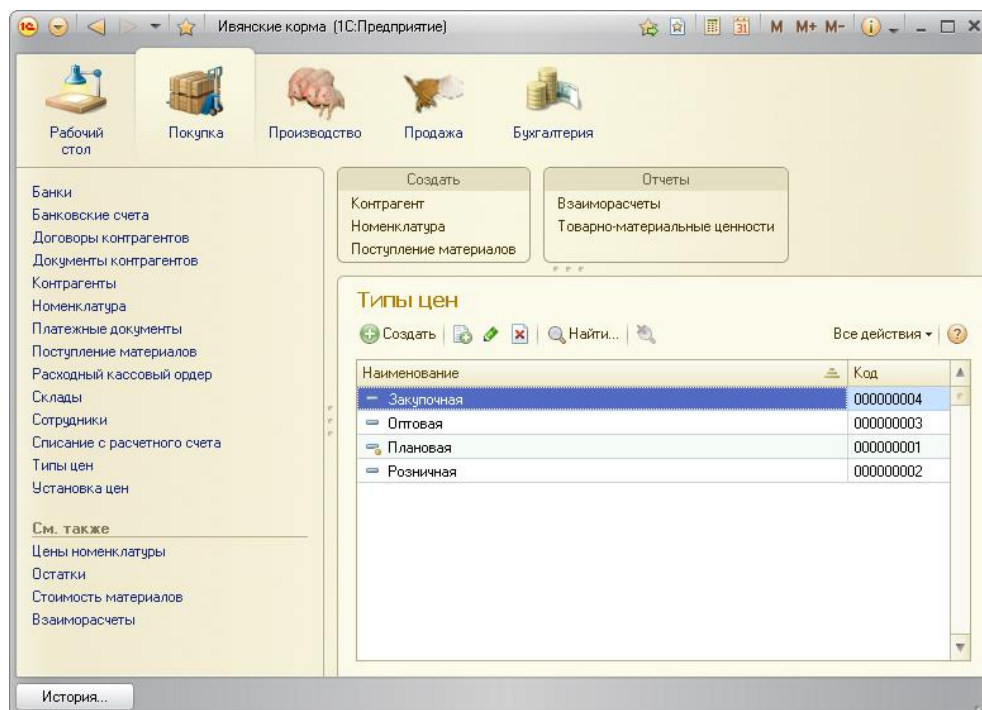 1С Ивянские корма (1С:Предприятие) 31 M M+ M-
Рабочий стол
Покупка
Производство
Продажа
Бухгалтерия
Банки
Банковские счета
Договоры контрагентов
Документы контрагентов
Контрагенты
Номенклатура
Платежные документы
Поступление материалов
Расходный кассовый ордер
Склады
Сотрудники
Списание с расчетного счета
Типы цен
Установка цен
См. также
Цены номенклатуры
Остатки
Стоимость материалов
Взаиморасчеты
Создать
Контрагент
Номенклатура
Поступление материалов
Отчеты
Взаиморасчеты
Товарно-материальные ценности
Типы цен
Создать Найти... Все действия ?
Наименование Код
Закупочная 000000004
Оптовая 000000003
Плановая 000000001
Розничная 000000002
История...